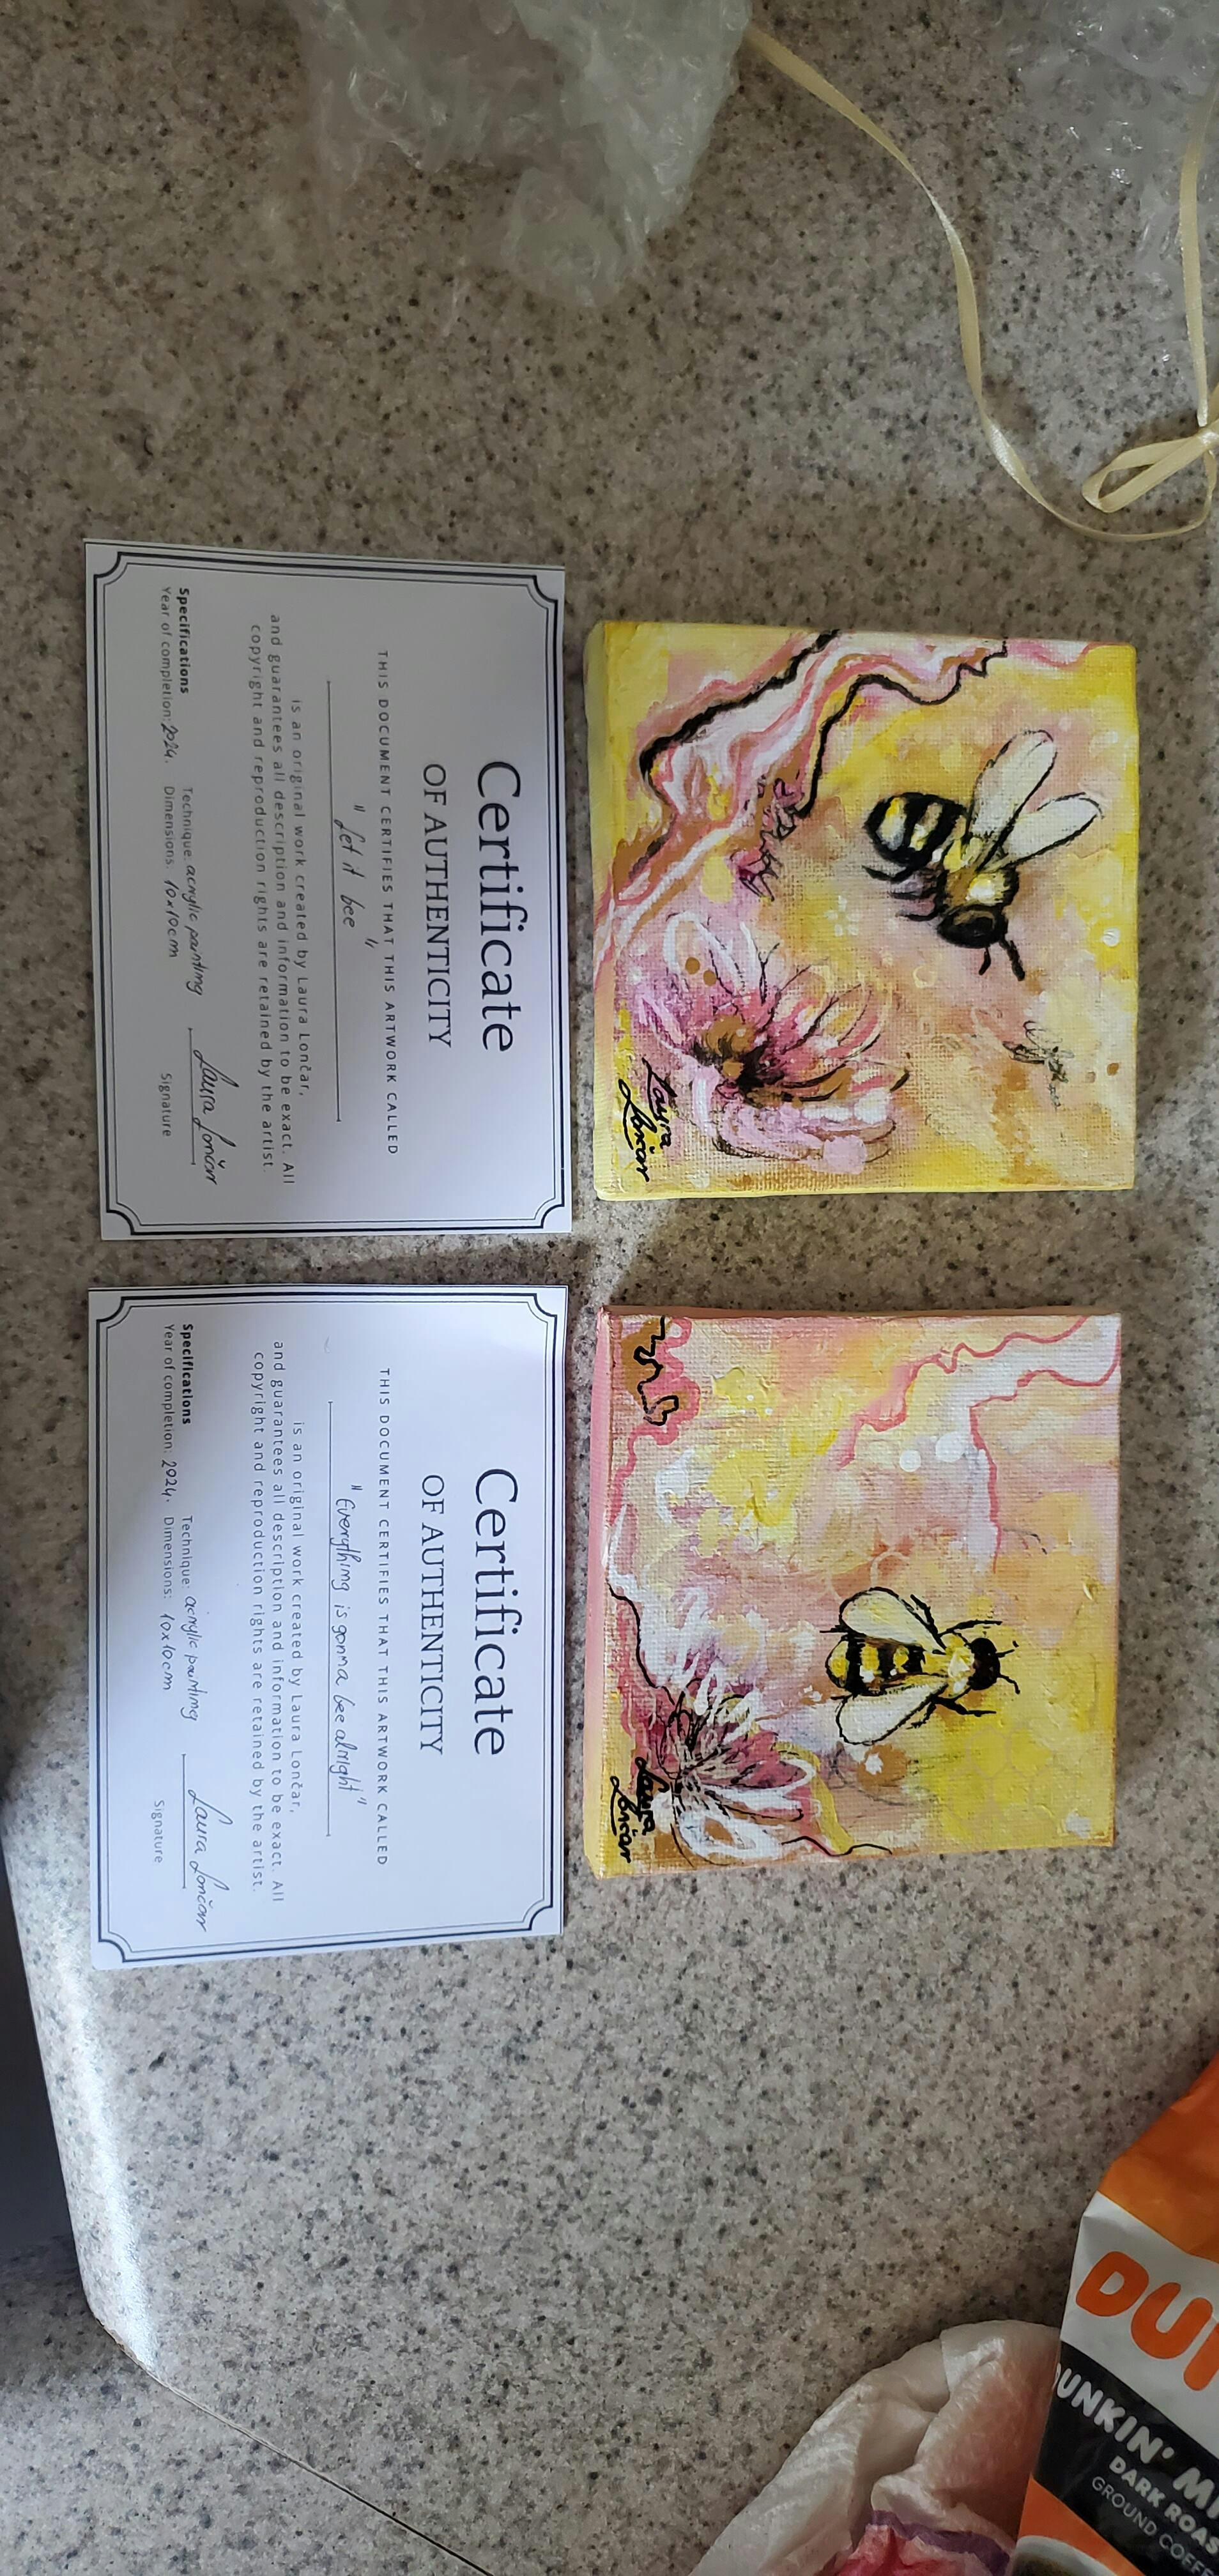 Laura
Lončar
Certificate
OF AUTHENTICITY
THIS DOCUMENT CERTIFIES THAT THIS ARTWORK CALLED
" Let it bee "
is an original work created by Laura Lončar,
and guarantees all description and information to be exact. All
copyright and reproduction rights are retained by the artist.
Specifications
Year of completion: 2024.
Technique: acrylic painting
Dimensions: 10x10cm
Laura Lončar
Signature
Laura
Lončar
Certificate
OF AUTHENTICITY
THIS DOCUMENT CERTIFIES THAT THIS ARTWORK CALLED
" Everything is gonna bee alright "
is an original work created by Laura Lončar,
and guarantees all description and information to be exact. All
copyright and reproduction rights are retained by the artist.
Specifications
Year of completion: 2024.
Technique: acrylic painting
Dimensions: 10x10cm
Laura Lončar
Signature
DUNKIN'
DARK ROAS
GROUND COFF